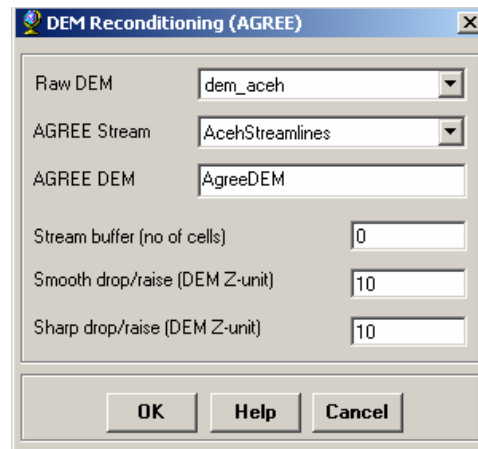 DEM Reconditioning (AGREE)
Raw DEM dem_aceh
AGREE Stream AcehStreamlines
AGREE DEM AgreeDEM
Stream buffer (no of cells) 0
Smooth drop/raise (DEM Z-unit) 10
Sharp drop/raise (DEM Z-unit) 10
OK Help Cancel